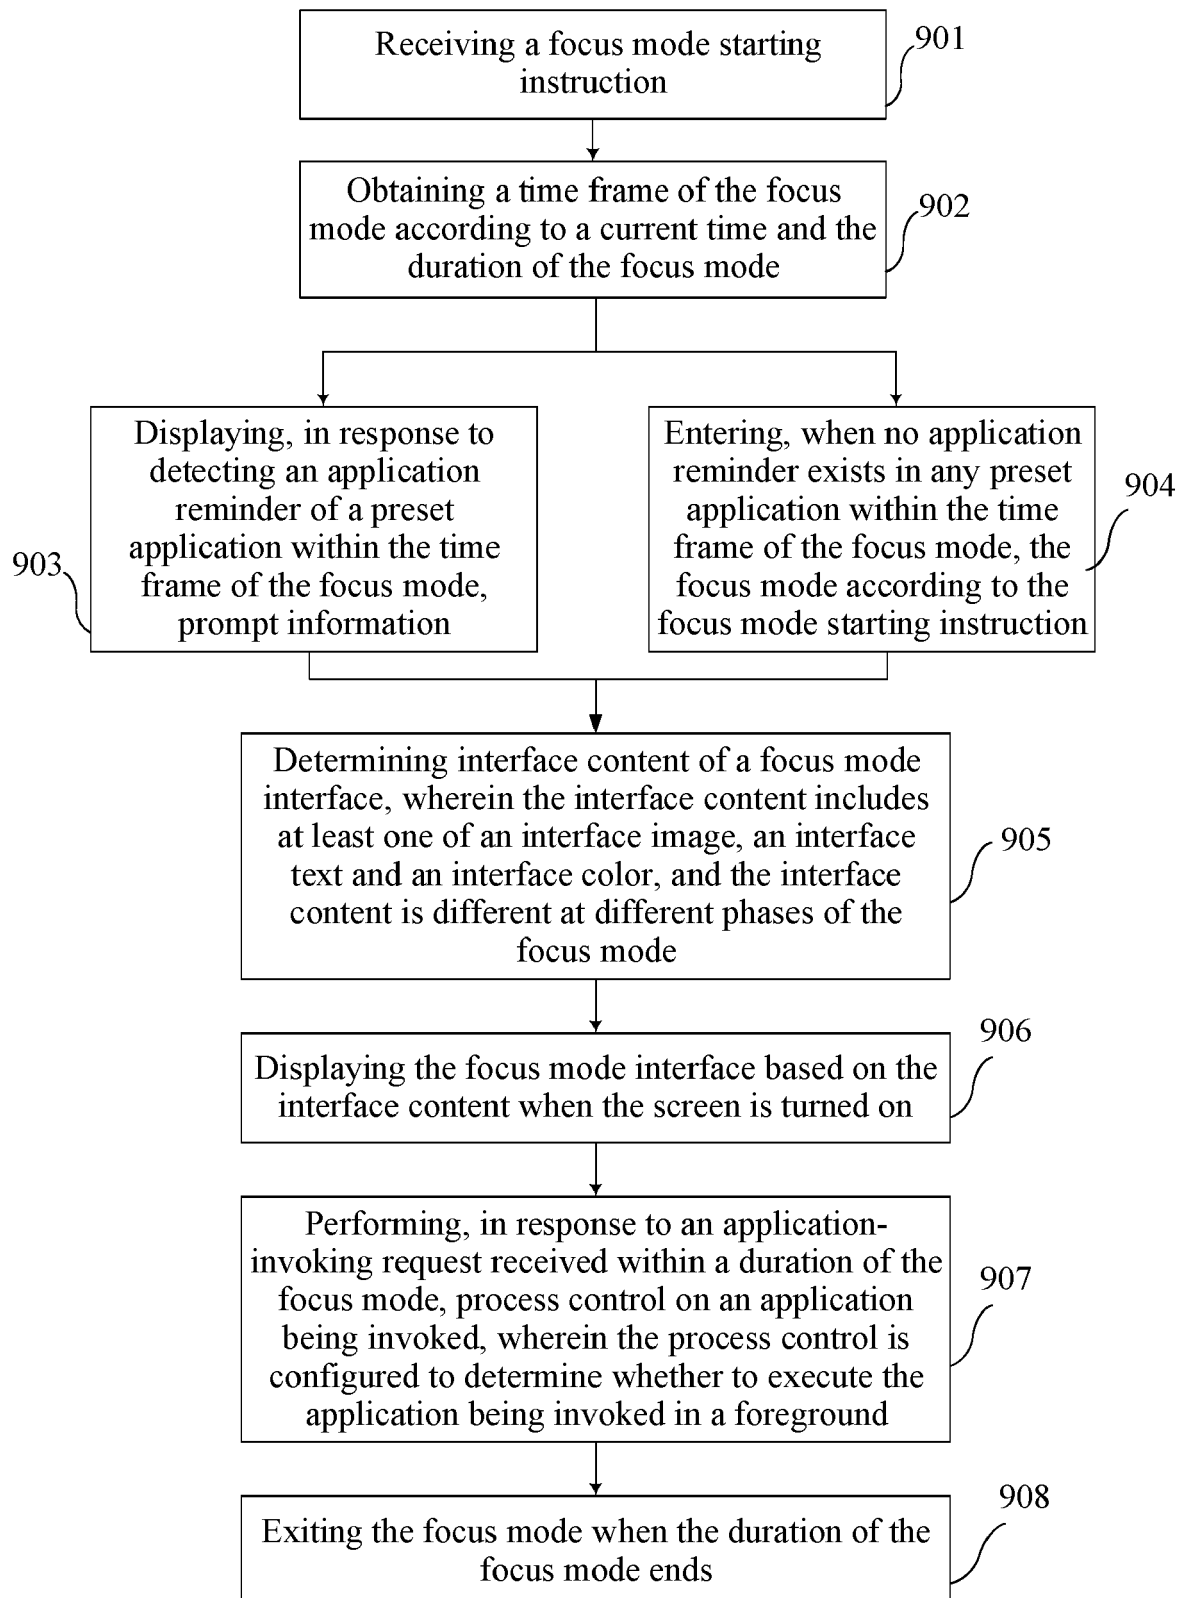 Receiving a focus mode starting
instruction
901
Obtaining a time frame of the focus
mode according to a current time and the
duration of the focus mode
902
Displaying, in response to
detecting an application
reminder of a preset
application within the time
frame of the focus mode,
prompt information
903
Entering, when no application
reminder exists in any preset
application within the time
frame of the focus mode, the
focus mode according to the
focus mode starting instruction
904
Determining interface content of a focus mode
interface, wherein the interface content includes
at least one of an interface image, an interface
text and an interface color, and the interface
content is different at different phases of the
focus mode
905
Displaying the focus mode interface based on the
interface content when the screen is turned on
906
Performing, in response to an application-
invoking request received within a duration of the
focus mode, process control on an application
being invoked, wherein the process control is
configured to determine whether to execute the
application being invoked in a foreground
907
Exiting the focus mode when the duration of the
focus mode ends
908